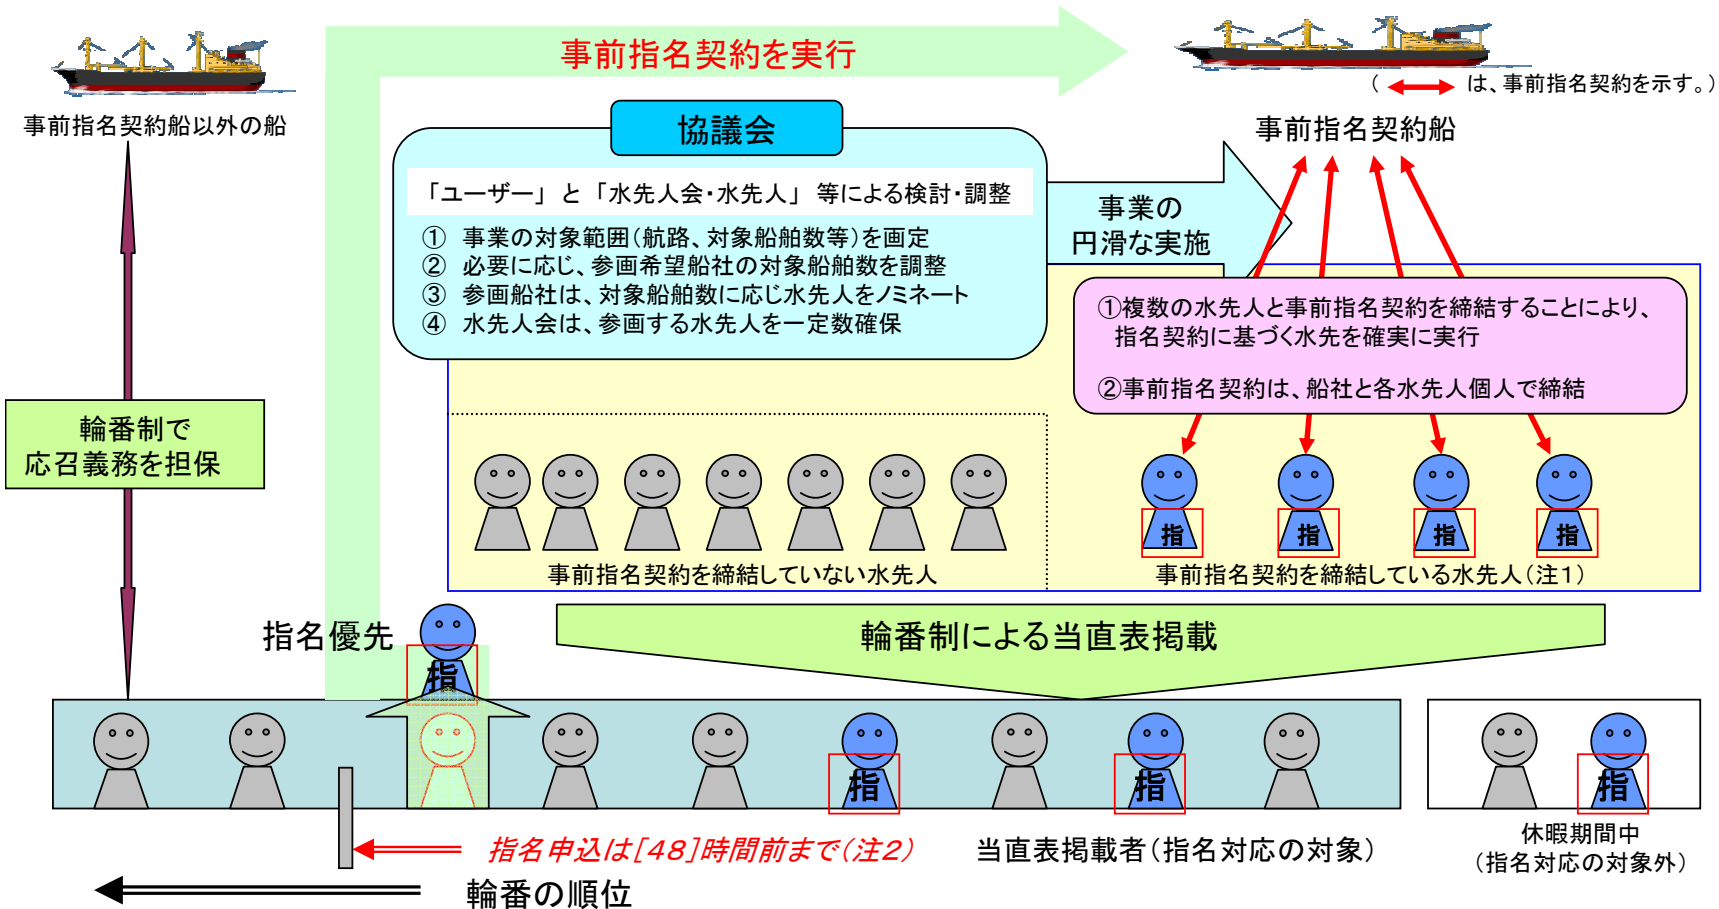 事前指名契約を実行
(
は、事前指名契約を示す。)
事前指名契約船以外の船
事前指名契約船
協議会
「ユーザー」 と 「水先人会・水先人」 等による検討・調整
① 事業の対象範囲(航路、対象船舶数等)を画定
② 必要に応じ、参画希望船社の対象船舶数を調整
③ 参画船社は、対象船舶数に応じ水先人をノミネート
④ 水先人会は、参画する水先人を一定数確保
事業の
円滑な実施
①複数の水先人と事前指名契約を締結することにより、
指名契約に基づく水先を確実に実行
②事前指名契約は、船社と各水先人個人で締結
輪番制で
応召義務を担保
指
指
指
指
事前指名契約を締結していない水先人
事前指名契約を締結している水先人(注1)
指名優先
指
輪番制による当直表掲載
指
指
指
指名申込は[48]時間前まで(注2)
当直表掲載者(指名対応の対象)
休暇期間中
(指名対応の対象外)
輪番の順位